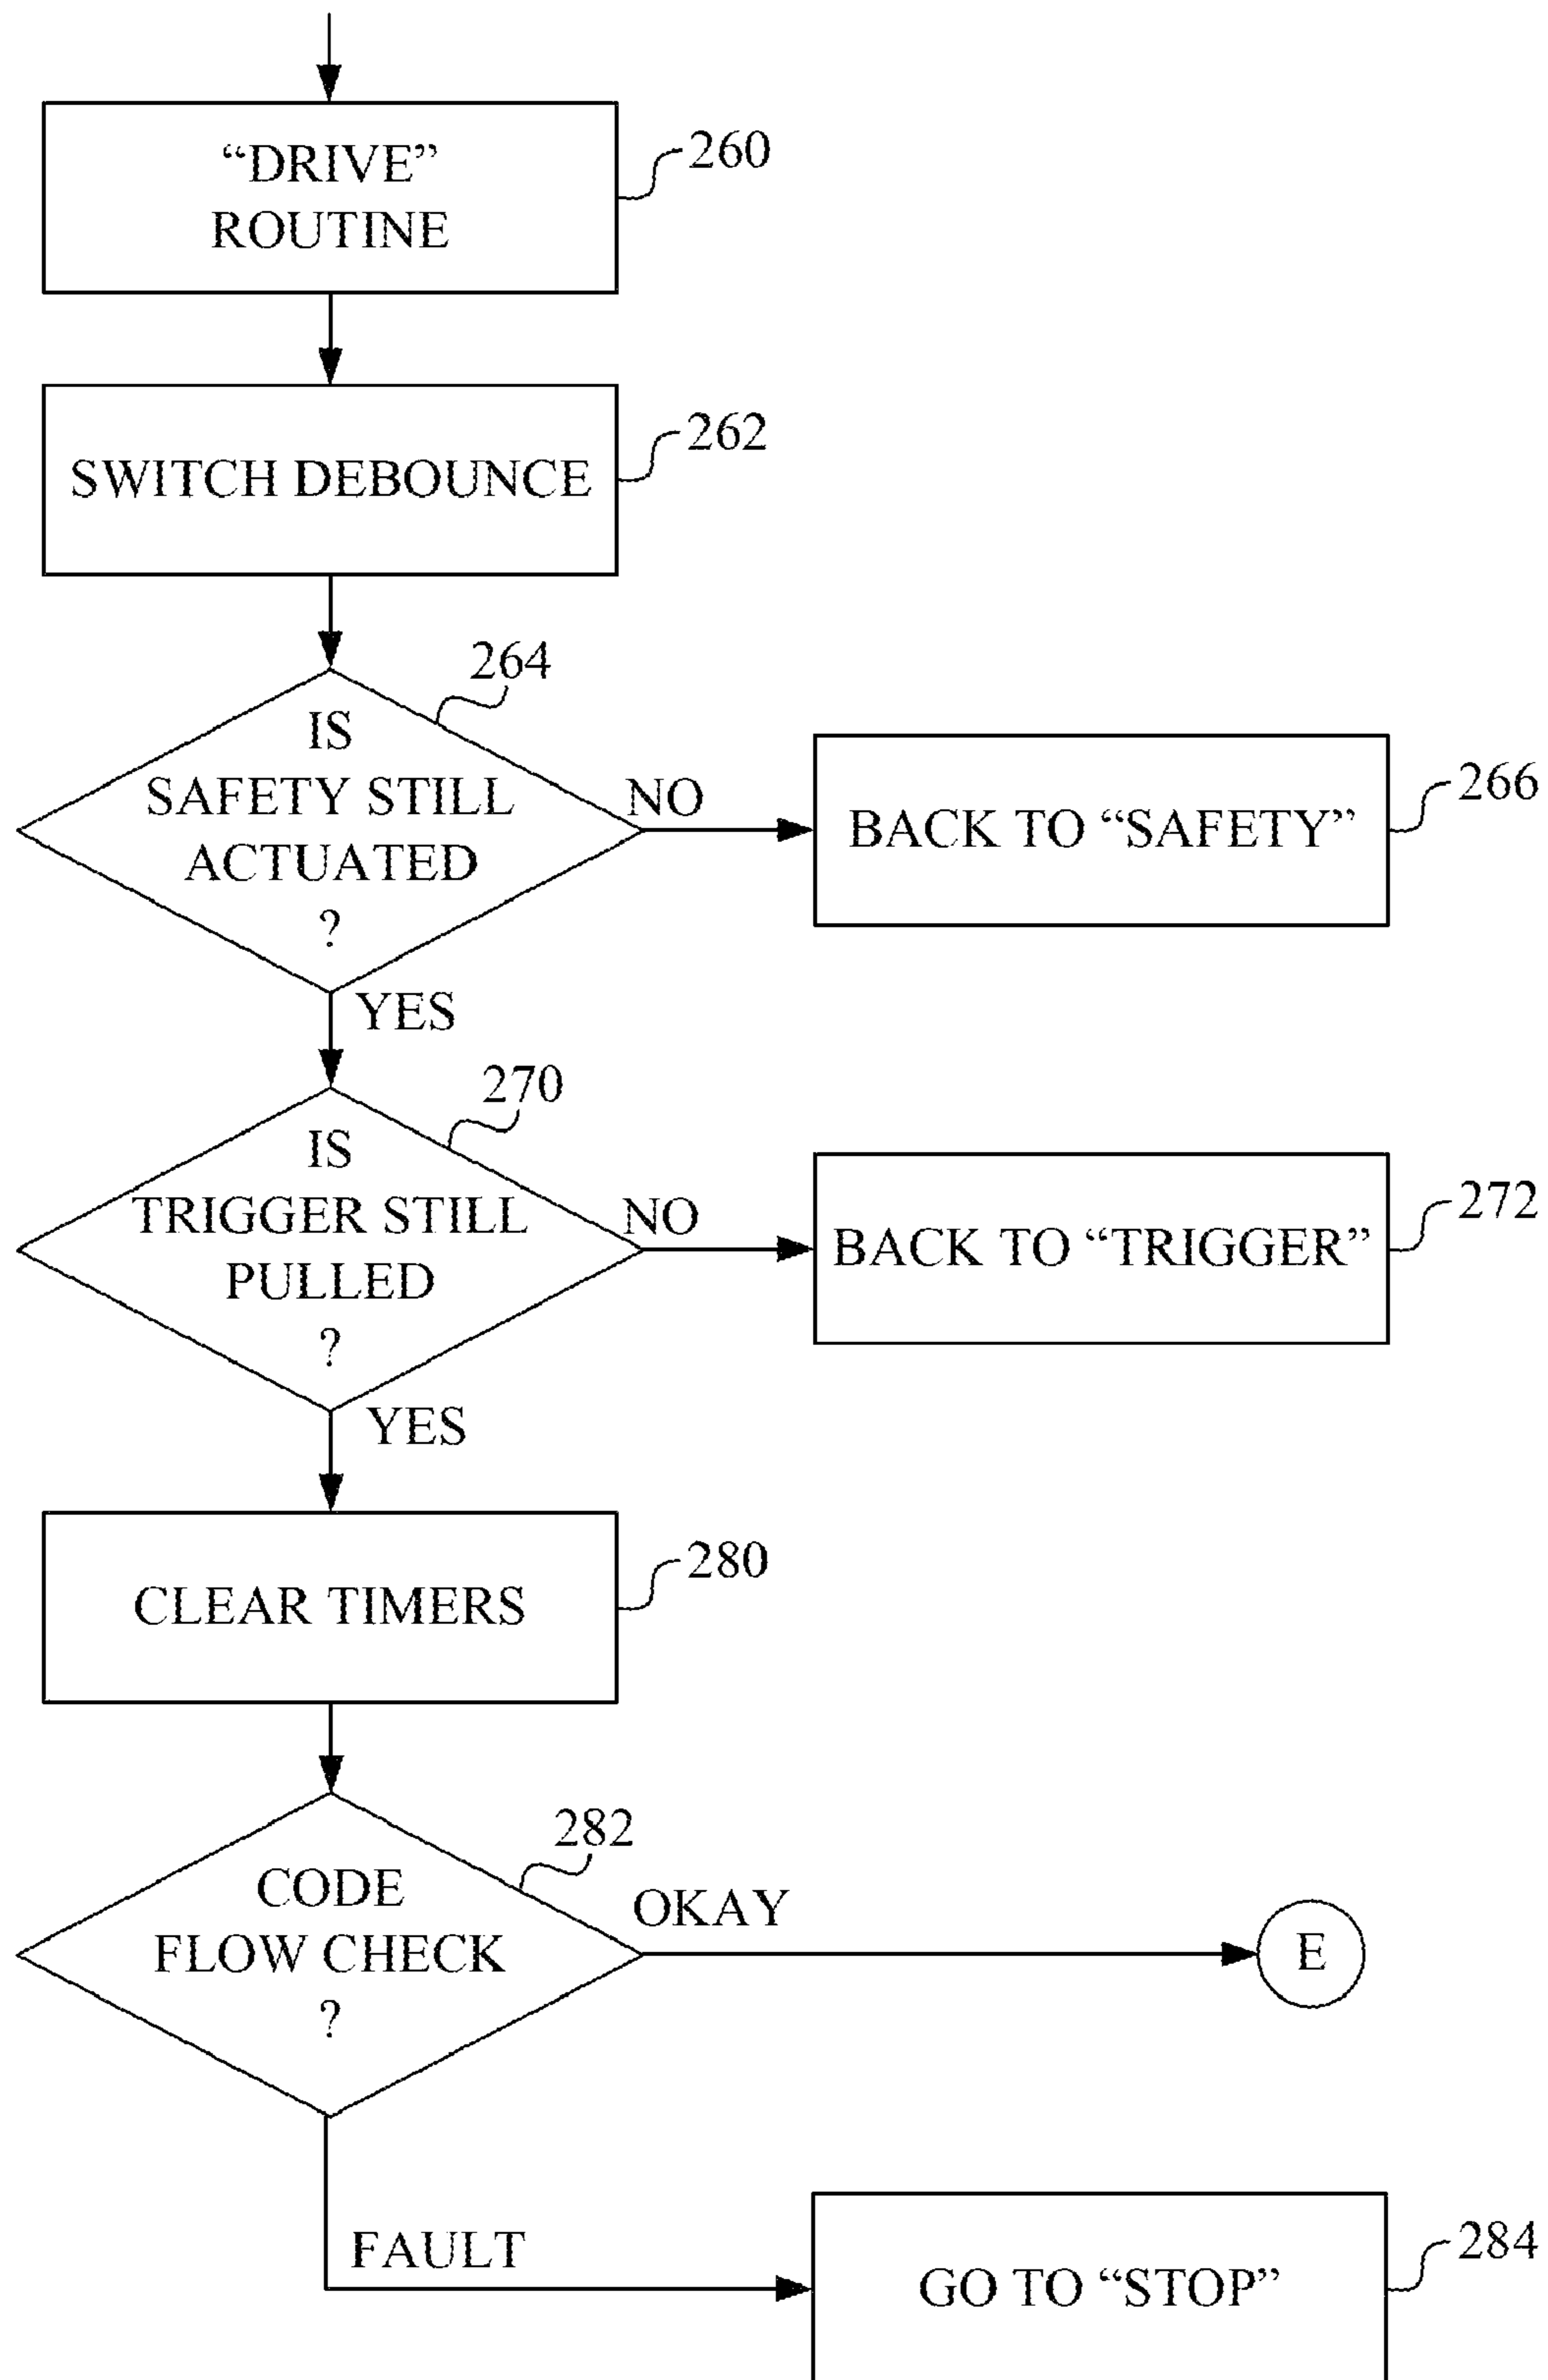 “DRIVE”
ROUTINE
260
SWITCH DEBOUNCE
262
264
IS
SAFETY STILL
ACTUATED
?
NO
BACK TO “SAFETY”
266
YES
270
IS
TRIGGER STILL
PULLED
?
NO
BACK TO “TRIGGER”
272
YES
CLEAR TIMERS
280
282
CODE
FLOW CHECK
?
OKAY
E
FAULT
GO TO “STOP”
284